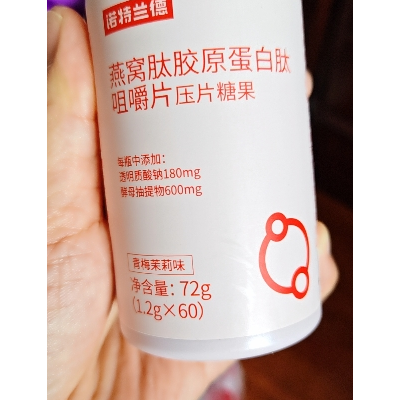 诺特兰德
燕窝肽胶原蛋白肽
咀嚼片压片糖果
每瓶中添加：
透明质酸钠180mg
酵母抽提物600mg
青梅茉莉味
净含量：72g
（1.2g×60）